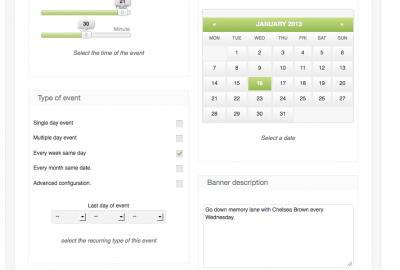 21
30
Minute
Select the time of the event
Type of event
Single day event
Multiple day event
Every week same day
Every month same date.
Advanced configuration.
Last day of event
-- -- --
select the recurring type of this event
« JANUARY 2013 »
MON TUE WED THU FRI SAT SUN
1 2 3 4 5 6
7 8 9 10 11 12 13
14 15 16 17 18 19 20
21 22 23 24 25 26 27
28 29 30 31
Select a date
Banner description
Go down memory lane with Chelsea Brown every
Wednesday.